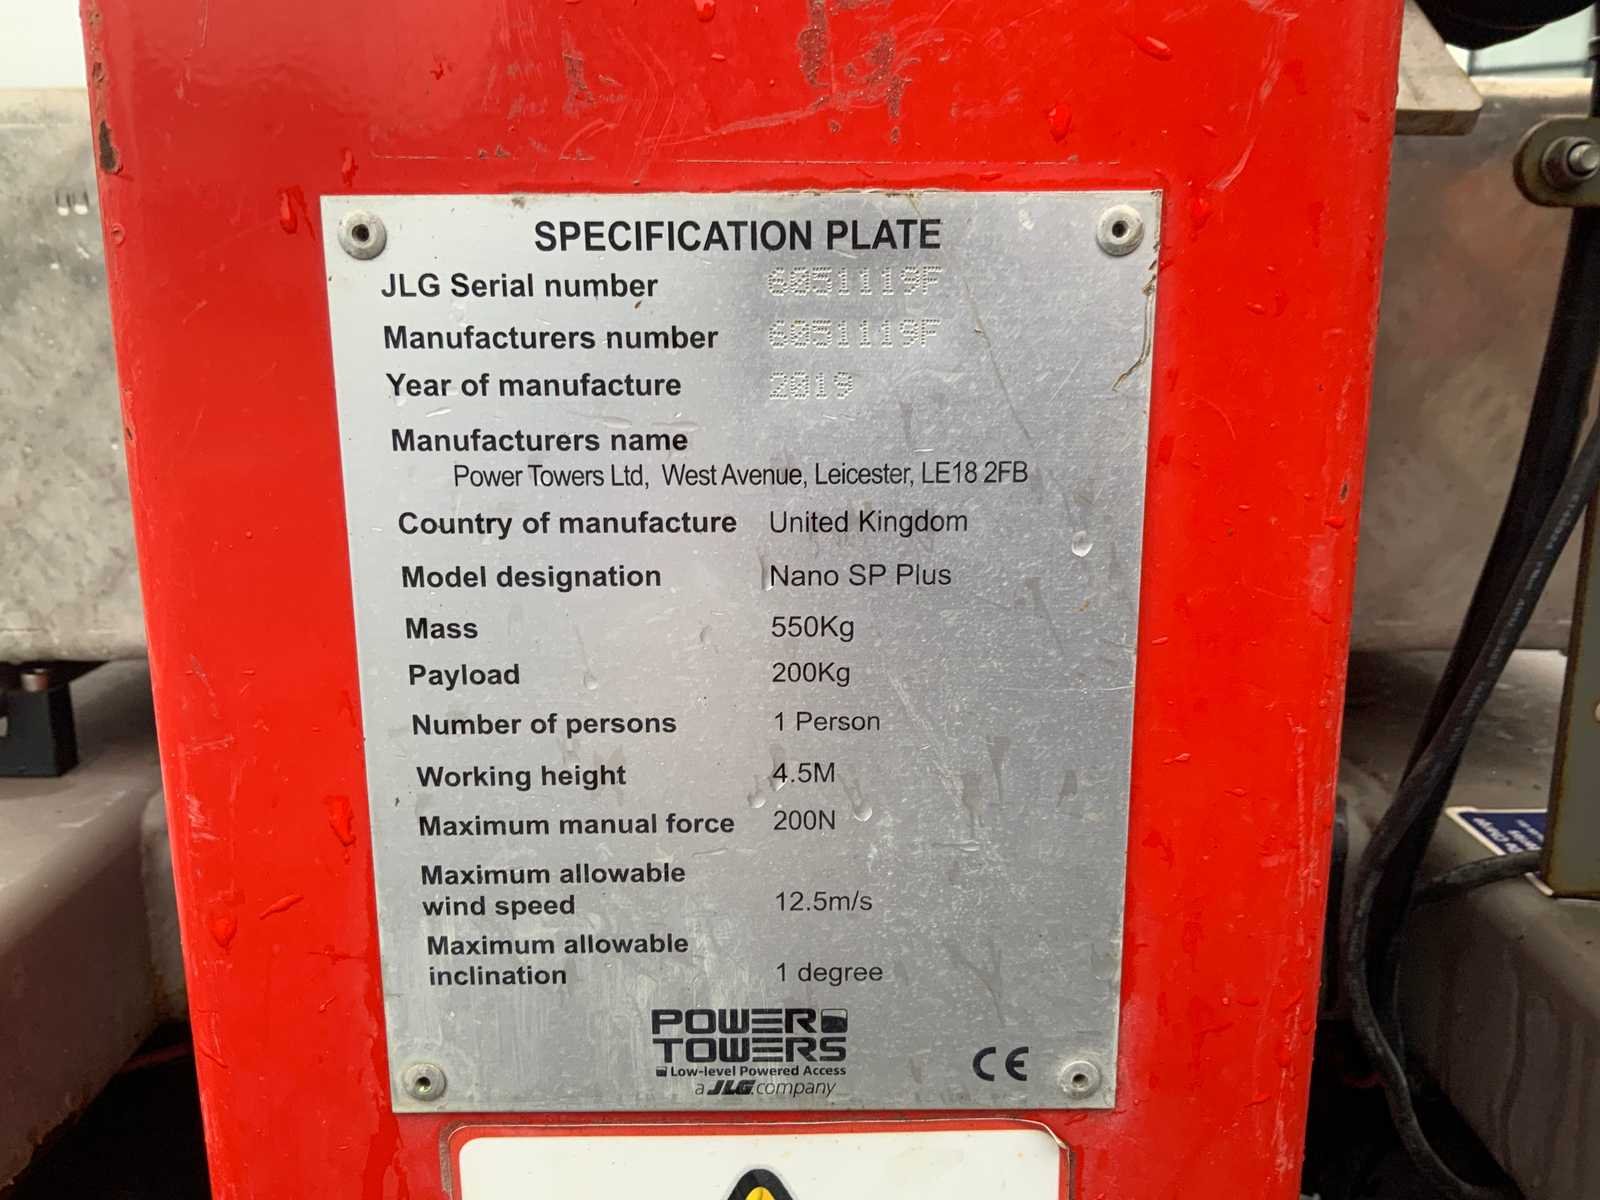 SPECIFICATION PLATE
JLG Serial number 6051119F
Manufacturers number 6051119F
Year of manufacture 2019
Manufacturers name
Power Towers Ltd, West Avenue, Leicester, LE18 2FB
Country of manufacture United Kingdom
Model designation Nano SP Plus
Mass 550Kg
Payload 200Kg
Number of persons 1 Person
Working height 4.5M
Maximum manual force 200N
Maximum allowable
wind speed 12.5m/s
Maximum allowable
inclination 1 degree
POWER
TOWERS
Low-level Powered Access
a JLG company
CE